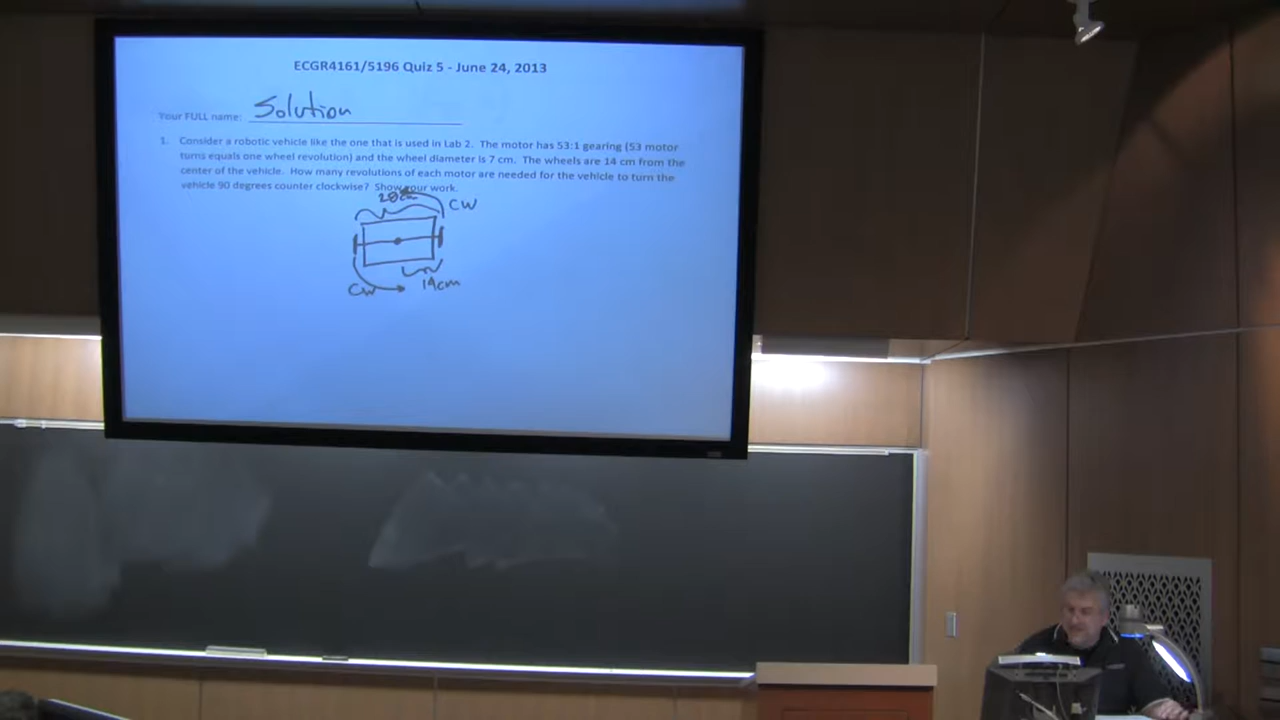 ECGR4161/5196 Quiz 5 - June 24, 2013
Your FULL name: Solution
1. Consider a robotic vehicle like the one that is used in Lab 2. The motor has 53:1 gearing (53 motor
turns equals one wheel revolution) and the wheel diameter is 7 cm. The wheels are 14 cm from the
center of the vehicle. How many revolutions of each motor are needed for the vehicle to turn the
vehicle 90 degrees counter clockwise? Show your work.
28cm
CW
CW
14cm